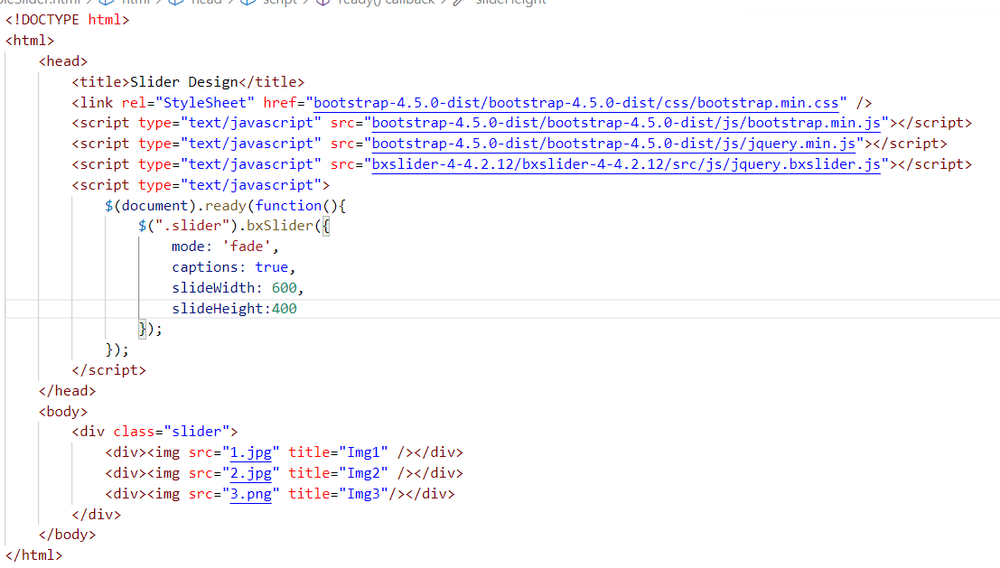 html > head > script > ready() callback > slideHeight
<!DOCTYPE html>
<html>
<head>
<title>Slider Design</title>
<link rel="StyleSheet" href="bootstrap-4.5.0-dist/bootstrap-4.5.0-dist/css/bootstrap.min.css" />
<script type="text/javascript" src="bootstrap-4.5.0-dist/bootstrap-4.5.0-dist/js/bootstrap.min.js"></script>
<script type="text/javascript" src="bootstrap-4.5.0-dist/bootstrap-4.5.0-dist/js/jquery.min.js"></script>
<script type="text/javascript" src="bxslider-4-4.2.12/bxslider-4-4.2.12/src/js/jquery.bxslider.js"></script>
<script type="text/javascript">
$(document).ready(function(){
$(".slider").bxSlider({
mode: 'fade',
captions: true,
slideWidth: 600,
slideHeight:400
});
});
</script>
</head>
<body>
<div class="slider">
<div><img src="1.jpg" title="Img1" /></div>
<div><img src="2.jpg" title="Img2" /></div>
<div><img src="3.png" title="Img3"/></div>
</div>
</body>
</html>